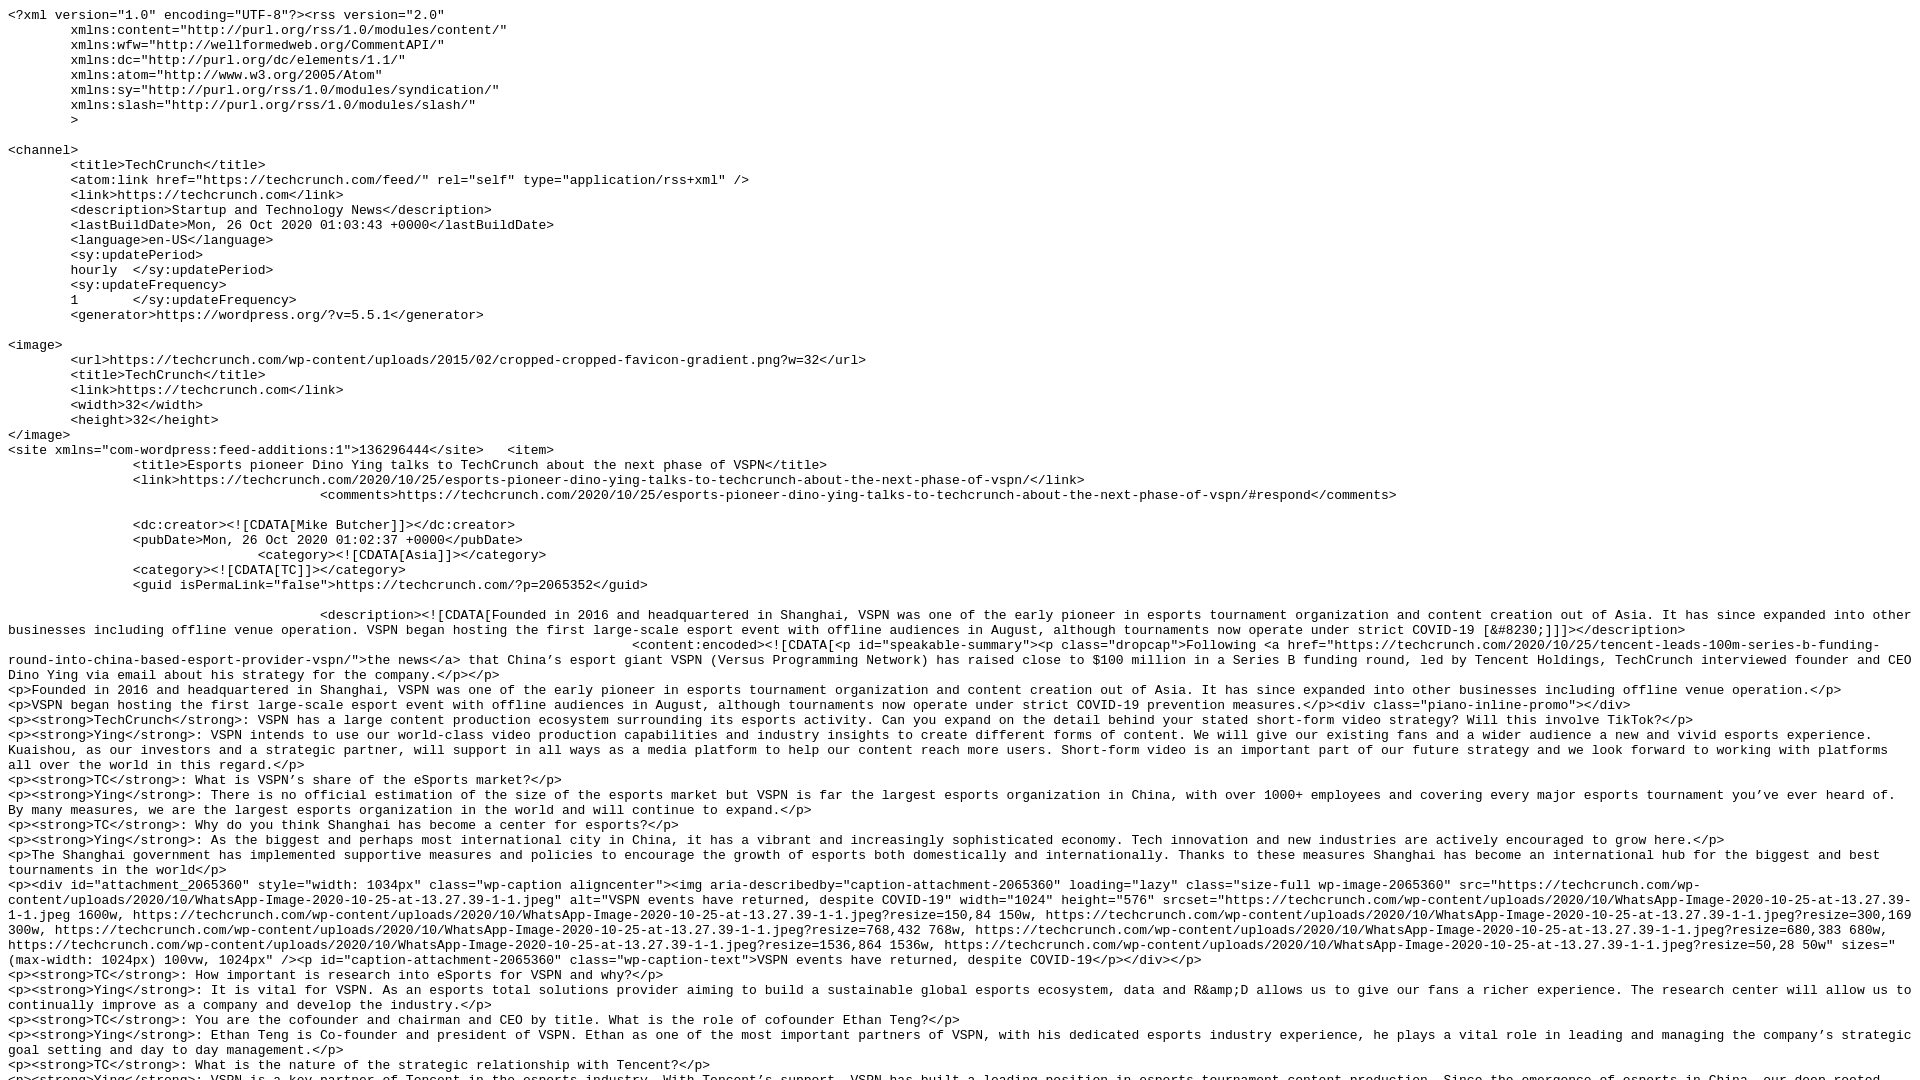 <?xml version="1.0" encoding="UTF-8"?><rss version="2.0"
xmlns:content="http://purl.org/rss/1.0/modules/content/"
xmlns:wfw="http://wellformedweb.org/CommentAPI/"
xmlns:dc="http://purl.org/dc/elements/1.1/"
xmlns:atom="http://www.w3.org/2005/Atom"
xmlns:sy="http://purl.org/rss/1.0/modules/syndication/"
xmlns:slash="http://purl.org/rss/1.0/modules/slash/"
>
<channel>
<title>TechCrunch</title>
<atom:link href="https://techcrunch.com/feed/" rel="self" type="application/rss+xml" />
<link>https://techcrunch.com</link>
<description>Startup and Technology News</description>
<lastBuildDate>Mon, 26 Oct 2020 01:03:43 +0000</lastBuildDate>
<language>en-US</language>
<sy:updatePeriod>
hourly  </sy:updatePeriod>
<sy:updateFrequency>
1       </sy:updateFrequency>
<generator>https://wordpress.org/?v=5.5.1</generator>
<image>
<url>https://techcrunch.com/wp-content/uploads/2015/02/cropped-cropped-favicon-gradient.png?w=32</url>
<title>TechCrunch</title>
<link>https://techcrunch.com</link>
<width>32</width>
<height>32</height>
</image>
<site xmlns="com-wordpress:feed-additions:1">136296444</site>   <item>
<title>Esports pioneer Dino Ying talks to TechCrunch about the next phase of VSPN</title>
<link>https://techcrunch.com/2020/10/25/esports-pioneer-dino-ying-talks-to-techcrunch-about-the-next-phase-of-vspn/</link>
<comments>https://techcrunch.com/2020/10/25/esports-pioneer-dino-ying-talks-to-techcrunch-about-the-next-phase-of-vspn/#respond</comments>
<dc:creator><![CDATA[Mike Butcher]]></dc:creator>
<pubDate>Mon, 26 Oct 2020 01:02:37 +0000</pubDate>
<category><![CDATA[Asia]]></category>
<category><![CDATA[TC]]></category>
<guid isPermaLink="false">https://techcrunch.com/?p=2065352</guid>
<description><![CDATA[Founded in 2016 and headquartered in Shanghai, VSPN was one of the early pioneer in esports tournament organization and content creation out of Asia. It has since expanded into other
businesses including offline venue operation. VSPN began hosting the first large-scale esport event with offline audiences in August, although tournaments now operate under strict COVID-19 [&#8230;]]]></description>
<content:encoded><![CDATA[<p id="speakable-summary"><p class="dropcap">Following <a href="https://techcrunch.com/2020/10/25/tencent-leads-100m-series-b-funding-
round-into-china-based-esport-provider-vspn/">the news</a> that China’s esport giant VSPN (Versus Programming Network) has raised close to $100 million in a Series B funding round, led by Tencent Holdings, TechCrunch interviewed founder and CEO
Dino Ying via email about his strategy for the company.</p></p>
<p>Founded in 2016 and headquartered in Shanghai, VSPN was one of the early pioneer in esports tournament organization and content creation out of Asia. It has since expanded into other businesses including offline venue operation.</p>
<p>VSPN began hosting the first large-scale esport event with offline audiences in August, although tournaments now operate under strict COVID-19 prevention measures.</p><div class="piano-inline-promo"></div>
<p><strong>TechCrunch</strong>: VSPN has a large content production ecosystem surrounding its esports activity. Can you expand on the detail behind your stated short-form video strategy? Will this involve TikTok?</p>
<p><strong>Ying</strong>: VSPN intends to use our world-class video production capabilities and industry insights to create different forms of content. We will give our existing fans and a wider audience a new and vivid esports experience.
Kuaishou, as our investors and a strategic partner, will support in all ways as a media platform to help our content reach more users. Short-form video is an important part of our future strategy and we look forward to working with platforms
all over the world in this regard.</p>
<p><strong>TC</strong>: What is VSPN’s share of the eSports market?</p>
<p><strong>Ying</strong>: There is no official estimation of the size of the esports market but VSPN is far the largest esports organization in China, with over 1000+ employees and covering every major esports tournament you’ve ever heard of.
By many measures, we are the largest esports organization in the world and will continue to expand.</p>
<p><strong>TC</strong>: Why do you think Shanghai has become a center for esports?</p>
<p><strong>Ying</strong>: As the biggest and perhaps most international city in China, it has a vibrant and increasingly sophisticated economy. Tech innovation and new industries are actively encouraged to grow here.</p>
<p>The Shanghai government has implemented supportive measures and policies to encourage the growth of esports both domestically and internationally. Thanks to these measures Shanghai has become an international hub for the biggest and best
tournaments in the world</p>
<p><div id="attachment_2065360" style="width: 1034px" class="wp-caption aligncenter"><img aria-describedby="caption-attachment-2065360" loading="lazy" class="size-full wp-image-2065360" src="https://techcrunch.com/wp-
content/uploads/2020/10/WhatsApp-Image-2020-10-25-at-13.27.39-1-1.jpeg" alt="VSPN events have returned, despite COVID-19" width="1024" height="576" srcset="https://techcrunch.com/wp-content/uploads/2020/10/WhatsApp-Image-2020-10-25-at-13.27.39-
1-1.jpeg 1600w, https://techcrunch.com/wp-content/uploads/2020/10/WhatsApp-Image-2020-10-25-at-13.27.39-1-1.jpeg?resize=150,84 150w, https://techcrunch.com/wp-content/uploads/2020/10/WhatsApp-Image-2020-10-25-at-13.27.39-1-1.jpeg?resize=300,169
300w, https://techcrunch.com/wp-content/uploads/2020/10/WhatsApp-Image-2020-10-25-at-13.27.39-1-1.jpeg?resize=768,432 768w, https://techcrunch.com/wp-content/uploads/2020/10/WhatsApp-Image-2020-10-25-at-13.27.39-1-1.jpeg?resize=680,383 680w,
https://techcrunch.com/wp-content/uploads/2020/10/WhatsApp-Image-2020-10-25-at-13.27.39-1-1.jpeg?resize=1536,864 1536w, https://techcrunch.com/wp-content/uploads/2020/10/WhatsApp-Image-2020-10-25-at-13.27.39-1-1.jpeg?resize=50,28 50w" sizes="
(max-width: 1024px) 100vw, 1024px" /><p id="caption-attachment-2065360" class="wp-caption-text">VSPN events have returned, despite COVID-19</p></div></p>
<p><strong>TC</strong>: How important is research into eSports for VSPN and why?</p>
<p><strong>Ying</strong>: It is vital for VSPN. As an esports total solutions provider aiming to build a sustainable global esports ecosystem, data and R&amp;D allows us to give our fans a richer experience. The research center will allow us to
continually improve as a company and develop the industry.</p>
<p><strong>TC</strong>: You are the cofounder and chairman and CEO by title. What is the role of cofounder Ethan Teng?</p>
<p><strong>Ying</strong>: Ethan Teng is Co-founder and president of VSPN. Ethan as one of the most important partners of VSPN, with his dedicated esports industry experience, he plays a vital role in leading and managing the company’s strategic
goal setting and day to day management.</p>
<p><strong>TC</strong>: What is the nature of the strategic relationship with Tencent?</p>
<p><strong>Ying</strong>: VSPN is a key partner of Tencent in the esports industry. With Tencent’s support, VSPN has built a leading position in esports tournament content production. Since the emergence of esports in China, our deep-rooted